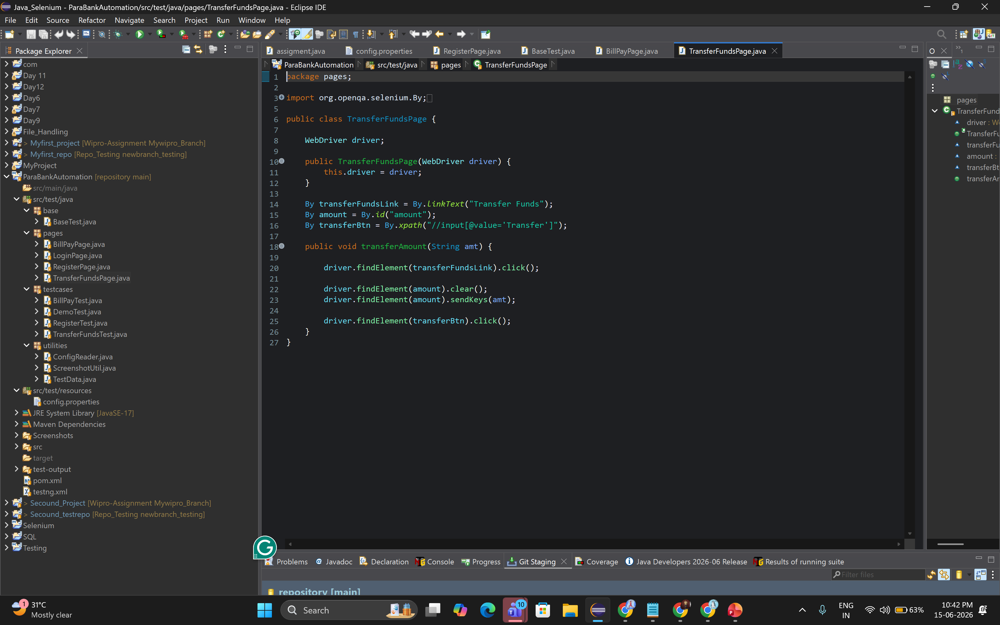 Java_Selenium - ParaBankAutomation/src/test/java/pages/TransferFundsPage.java - Eclipse IDE
File Edit Source Refactor Navigate Search Project Run Window Help
Package Explorer
com
Day 11
Day12
Day6
Day7
Day9
File_Handling
> Myfirst_project [Wipro-Assignment Mywipro_Branch]
> Myfirst_repo [Repo_Testing newbranch_testing]
MyProject
ParaBankAutomation [repository main]
src/main/java
src/test/java
base
BaseTest.java
pages
BillPayPage.java
LoginPage.java
RegisterPage.java
TransferFundsPage.java
testcases
BillPayTest.java
DemoTest.java
RegisterTest.java
TransferFundsTest.java
utilities
ConfigReader.java
ScreenshotUtil.java
TestData.java
src/test/resources
config.properties
JRE System Library [JavaSE-17]
Maven Dependencies
Screenshots
src
target
test-output
pom.xml
testng.xml
> Secound_Project [Wipro-Assignment Mywipro_Branch]
> Secound_testrepo [Repo_Testing newbranch_testing]
Selenium
SQL
Testing
assigment.java config.properties RegisterPage.java BaseTest.java BillPayPage.java TransferFundsPage.java
ParaBankAutomation src/test/java pages TransferFundsPage
1 package pages;
2
3 import org.openqa.selenium.By;
5
6 public class TransferFundsPage {
7
8 WebDriver driver;
9
10 public TransferFundsPage(WebDriver driver) {
11 this.driver = driver;
12 }
13
14 By transferFundsLink = By.linkText("Transfer Funds");
15 By amount = By.id("amount");
16 By transferBtn = By.xpath("//input[@value='Transfer']");
17
18 public void transferAmount(String amt) {
19
20 driver.findElement(transferFundsLink).click();
21
22 driver.findElement(amount).clear();
23 driver.findElement(amount).sendKeys(amt);
24
25 driver.findElement(transferBtn).click();
26 }
27 }
O
pages
TransferFund
driver : W
TransferFu
transferFu
amount :
transferBt
transferAr
Problems Javadoc Declaration Console Progress Git Staging Coverage Java Developers 2026-06 Release Results of running suite
Filter files
repository [main]
1
31°C
Mostly clear
Search
10
ENG
IN
63%
10:42 PM
15-06-2026